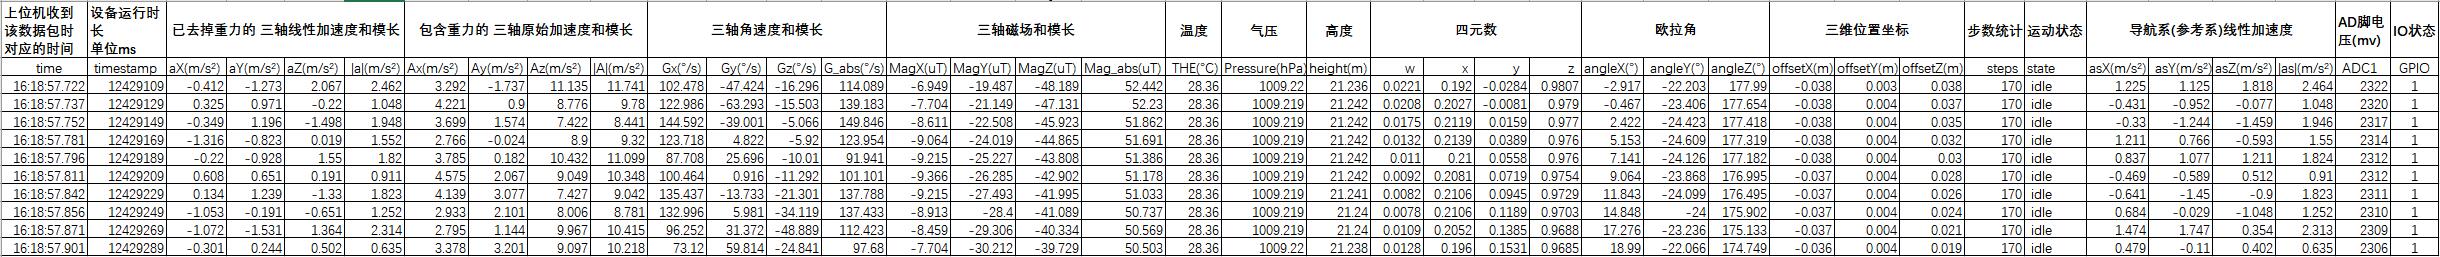 上位机收到该数据包时对应的时间 设备运行时长 单位ms 已去掉重力的 三轴线性加速度和模长 包含重力的 三轴原始加速度和模长 三轴角速度和模长 三轴磁场和模长 温度 气压 高度 四元数 欧拉角 三维位置坐标 步数统计 运动状态 导航系(参考系)线性加速度 AD脚电压(mv) IO状态
time timestamp aX(m/s²) aY(m/s²) aZ(m/s²) |a|(m/s²) Ax(m/s²) Ay(m/s²) Az(m/s²) |A|(m/s²) Gx(°/s) Gy(°/s) Gz(°/s) G_abs(°/s) MagX(uT) MagY(uT) MagZ(uT) Mag_abs(uT) THE(°C) Pressure(hPa) height(m) w x y z angleX(°) angleY(°) angleZ(°) offsetX(m) offsetY(m) offsetZ(m) steps state asX(m/s²) asY(m/s²) asZ(m/s²) |as|(m/s²) ADC1 GPIO
16:18:57.722 12429109 -0.412 -1.273 2.067 2.462 3.292 -1.737 11.135 11.741 102.478 -47.424 -16.296 114.089 -6.949 -19.487 -48.189 52.442 28.36 1009.22 21.236 0.0221 0.192 -0.0284 0.9807 -2.917 -22.203 177.99 -0.038 0.003 0.038 170 idle 1.225 1.125 1.818 2.464 2322 1
16:18:57.737 12429129 0.325 0.971 -0.22 1.048 4.221 0.9 8.776 9.78 122.986 -63.293 -15.503 139.183 -7.704 -21.149 -47.131 52.23 28.36 1009.219 21.242 0.0208 0.2027 -0.0081 0.979 -0.467 -23.406 177.654 -0.038 0.004 0.037 170 idle -0.431 -0.952 -0.077 1.048 2320 1
16:18:57.752 12429149 -0.349 1.196 -1.498 1.948 3.699 1.574 7.422 8.441 144.592 -39.001 -5.066 149.846 -8.611 -22.508 -45.923 51.862 28.36 1009.219 21.242 0.0175 0.2119 0.0159 0.977 2.422 -24.423 177.418 -0.038 0.004 0.035 170 idle -0.33 -1.244 -1.459 1.946 2317 1
16:18:57.781 12429169 -1.316 -0.823 0.019 1.552 2.766 -0.024 8.9 9.32 123.718 4.822 -5.92 123.954 -9.064 -24.019 -44.865 51.691 28.36 1009.219 21.242 0.0132 0.2139 0.0389 0.976 5.153 -24.609 177.319 -0.038 0.004 0.032 170 idle 1.211 0.766 -0.593 1.55 2314 1
16:18:57.796 12429189 -0.22 -0.928 1.55 1.82 3.785 0.182 10.432 11.099 87.708 25.696 -10.01 91.941 -9.215 -25.227 -43.808 51.386 28.36 1009.219 21.242 0.011 0.21 0.0558 0.976 7.141 -24.126 177.182 -0.038 0.004 0.03 170 idle 0.837 1.077 1.211 1.824 2312 1
16:18:57.811 12429209 0.608 0.651 0.191 0.911 4.575 2.067 9.049 10.348 100.464 0.916 -11.292 101.101 -9.366 -26.285 -42.902 51.178 28.36 1009.219 21.242 0.0092 0.2081 0.0719 0.9754 9.064 -23.868 176.995 -0.037 0.004 0.028 170 idle -0.469 -0.589 0.512 0.91 2312 1
16:18:57.842 12429229 0.134 1.239 -1.33 1.823 4.139 3.077 7.427 9.042 135.437 -13.733 -21.301 137.788 -9.215 -27.493 -41.995 51.033 28.36 1009.219 21.241 0.0082 0.2106 0.0945 0.9729 11.843 -24.099 176.495 -0.037 0.004 0.026 170 idle -0.641 -1.45 -0.9 1.823 2311 1
16:18:57.856 12429249 -1.053 -0.191 -0.651 1.252 2.933 2.101 8.006 8.781 132.996 5.981 -34.119 137.433 -8.913 -28.4 -41.089 50.737 28.36 1009.219 21.24 0.0078 0.2106 0.1189 0.9703 14.848 -24 175.902 -0.037 0.004 0.024 170 idle 0.684 -0.029 -1.048 1.252 2310 1
16:18:57.871 12429269 -1.072 -1.531 1.364 2.314 2.795 1.144 9.967 10.415 96.252 31.372 -48.889 112.423 -8.459 -29.306 -40.334 50.569 28.36 1009.219 21.24 0.0109 0.2052 0.1385 0.9688 17.276 -23.236 175.133 -0.037 0.004 0.021 170 idle 1.474 1.747 0.354 2.313 2309 1
16:18:57.901 12429289 -0.301 0.244 0.502 0.635 3.378 3.201 9.097 10.218 73.12 59.814 -24.841 97.68 -7.704 -30.212 -39.729 50.503 28.36 1009.22 21.238 0.0128 0.196 0.1531 0.9685 18.99 -22.066 174.749 -0.038 0.004 0.019 170 idle 0.479 -0.11 0.402 0.635 2306 1